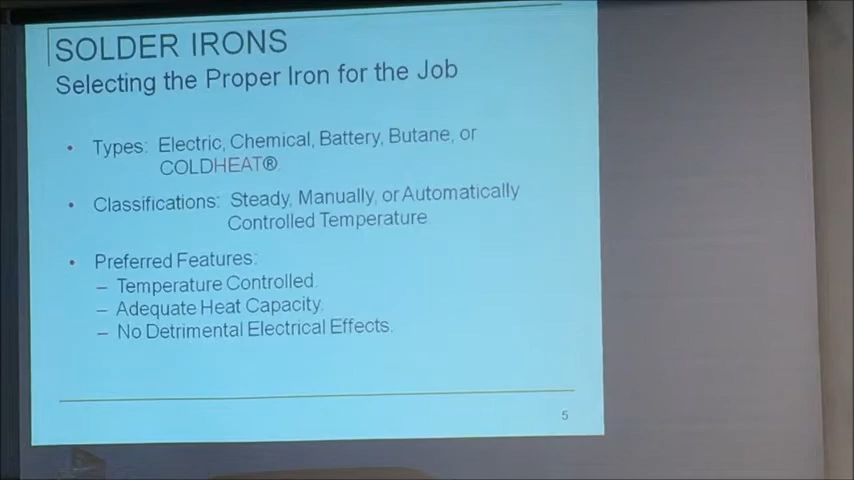 SOLDER IRONS
Selecting the Proper Iron for the Job
• Types: Electric, Chemical, Battery, Butane, or
COLDHEAT®.
• Classifications: Steady, Manually, or Automatically
Controlled Temperature
• Preferred Features:
– Temperature Controlled.
– Adequate Heat Capacity.
– No Detrimental Electrical Effects.
5